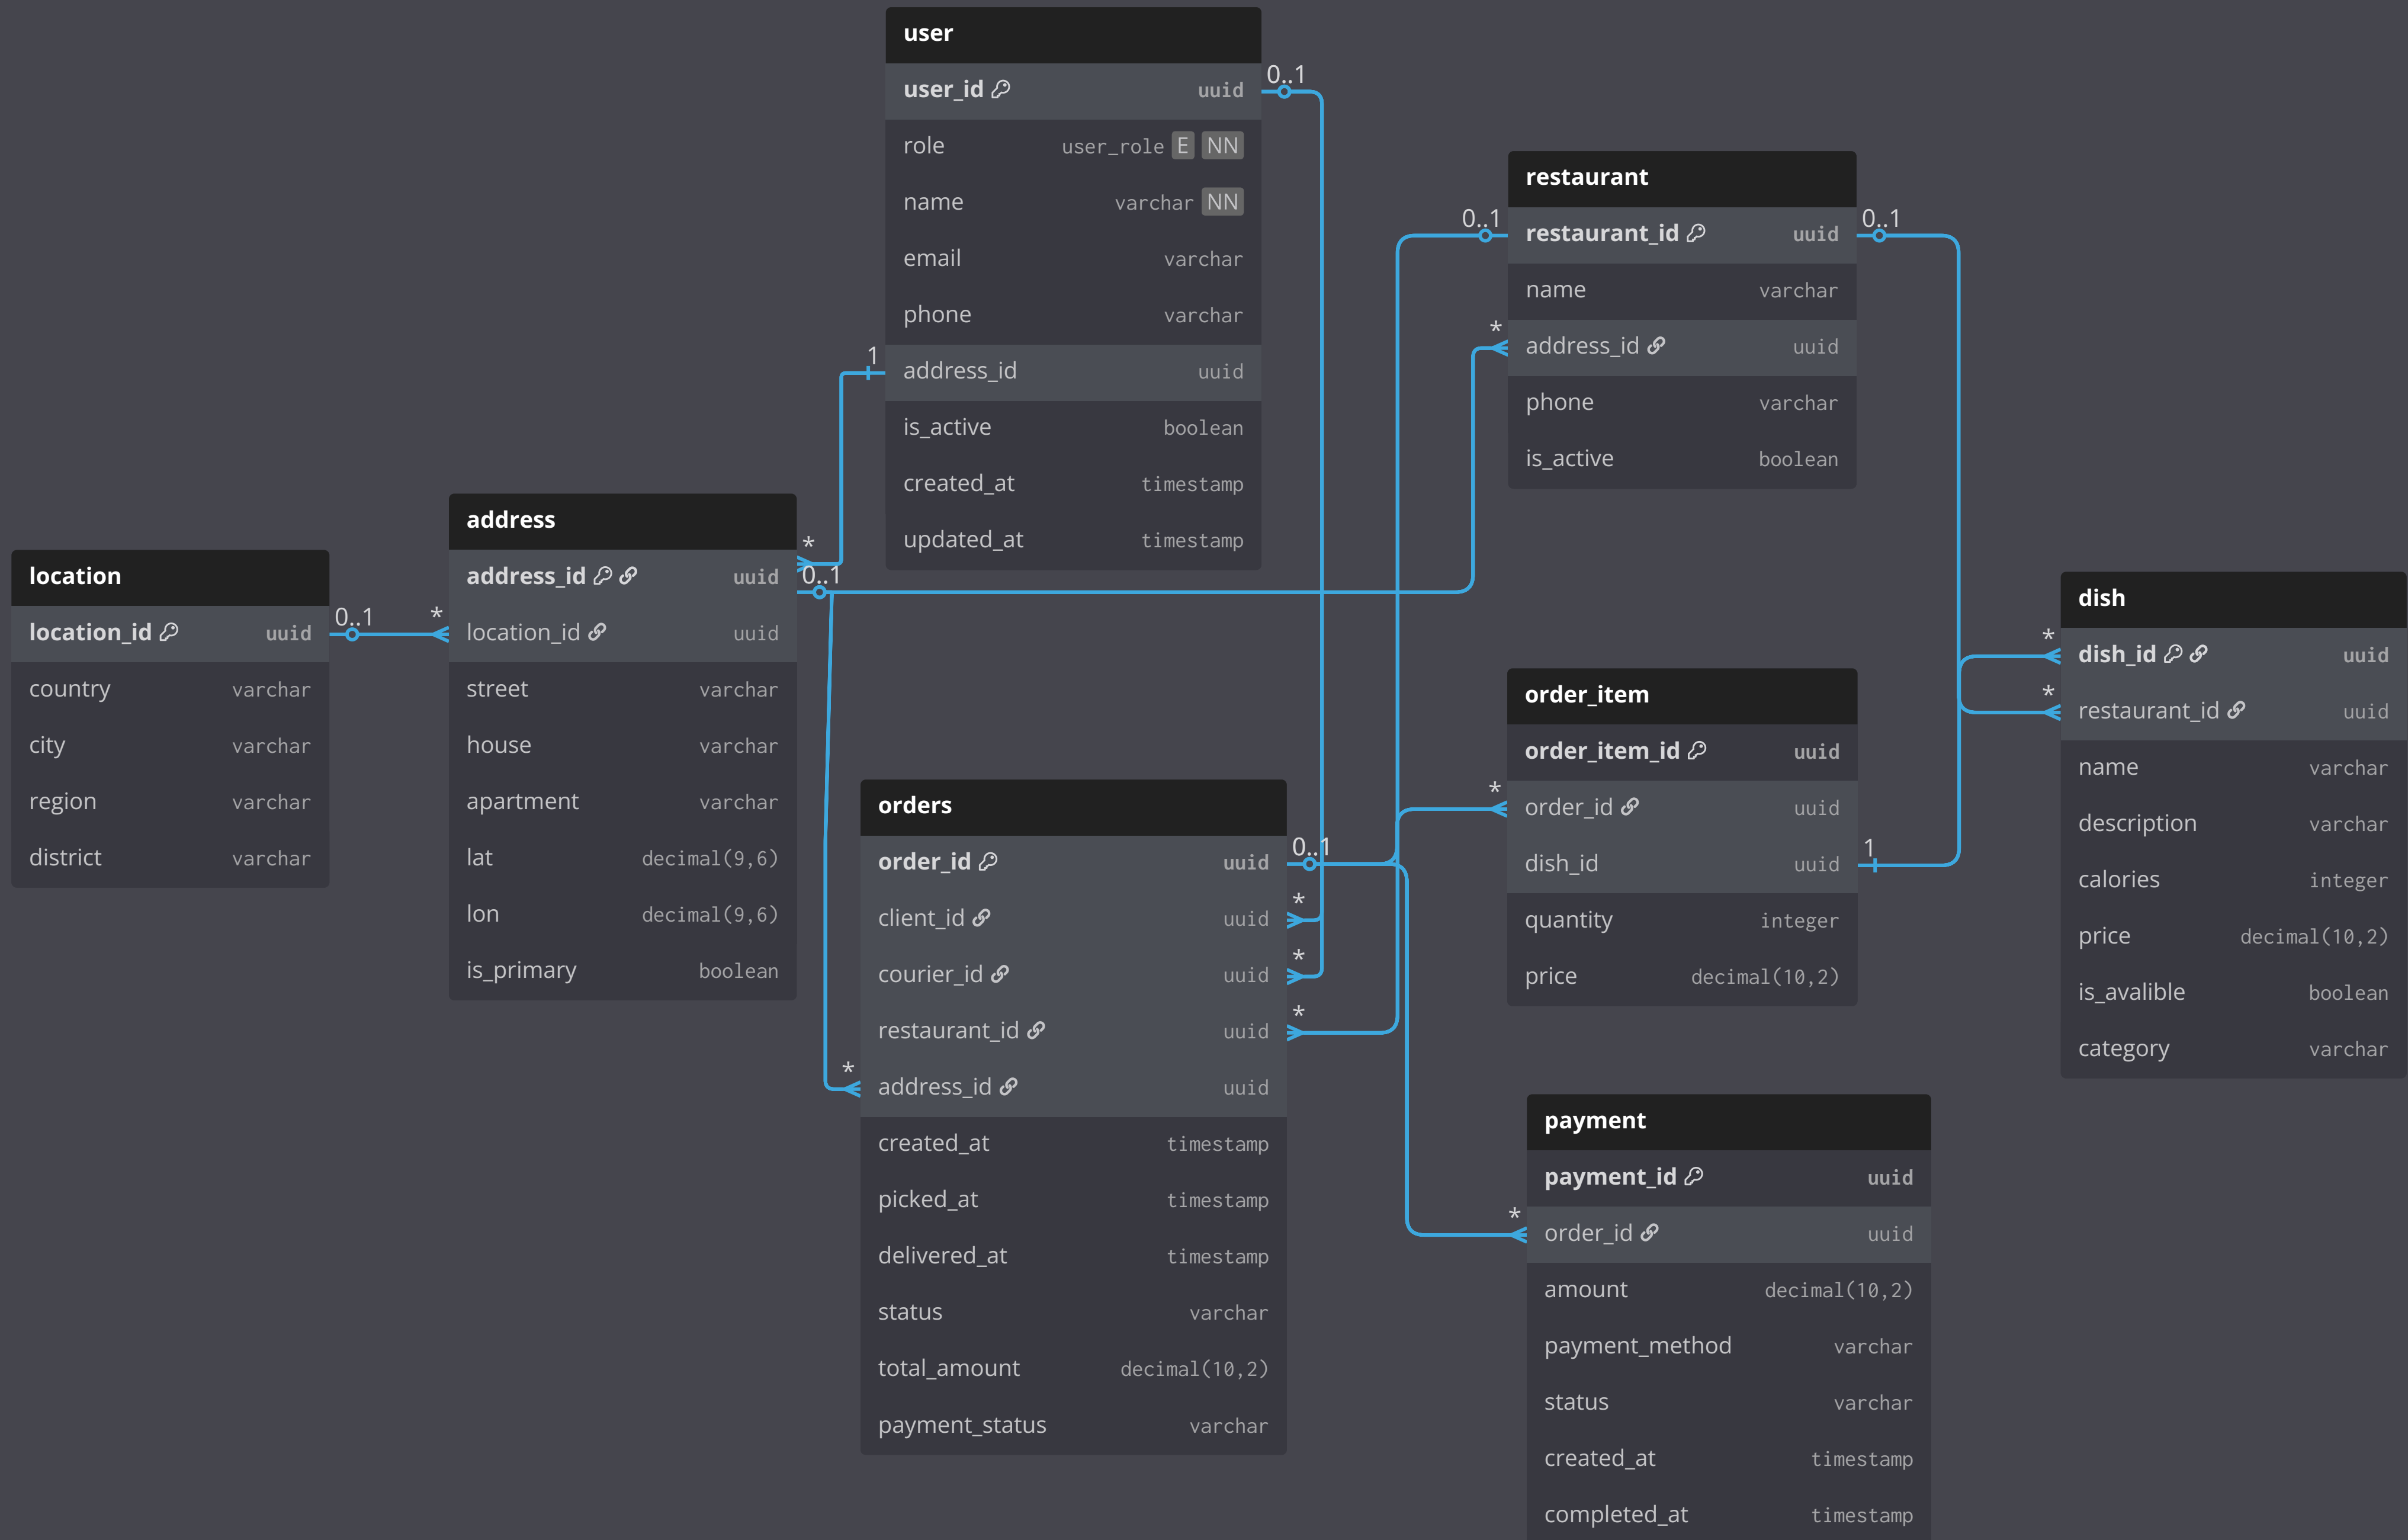 user
user_id uuid
role user_role E NN
name varchar NN
email varchar
phone varchar
address_id uuid
is_active boolean
created_at timestamp
updated_at timestamp
0..1
1
restaurant
restaurant_id uuid
name varchar
address_id uuid
phone varchar
is_active boolean
0..1
0..1
*
address
address_id uuid
location_id uuid
street varchar
house varchar
apartment varchar
lat decimal(9,6)
lon decimal(9,6)
is_primary boolean
*
0..1
*
location
location_id uuid
country varchar
city varchar
region varchar
district varchar
0..1
dish
dish_id uuid
restaurant_id uuid
name varchar
description varchar
calories integer
price decimal(10,2)
is_avalible boolean
category varchar
*
*
order_item
order_item_id uuid
order_id uuid
dish_id uuid
quantity integer
price decimal(10,2)
*
1
orders
order_id uuid
client_id uuid
courier_id uuid
restaurant_id uuid
address_id uuid
created_at timestamp
picked_at timestamp
delivered_at timestamp
status varchar
total_amount decimal(10,2)
payment_status varchar
0..1
*
*
*
*
payment
payment_id uuid
order_id uuid
amount decimal(10,2)
payment_method varchar
status varchar
created_at timestamp
completed_at timestamp
*